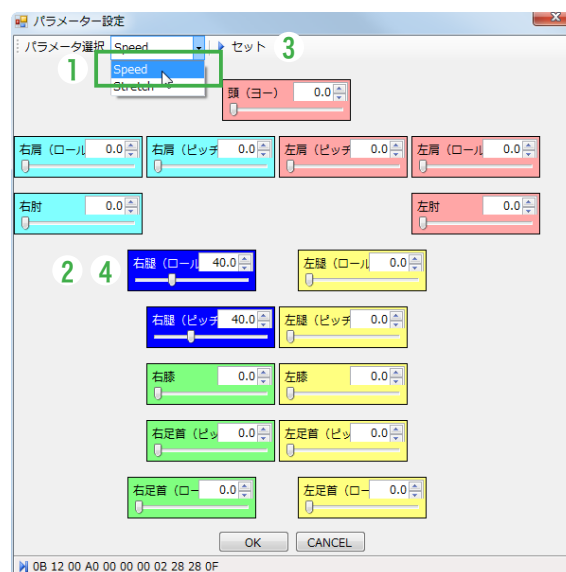 パラメーター設定
パラメータ選択 Speed セット 3
1 Speed
Stretch
頭（ヨー） 0.0
右肩（ロール 0.0 右肩（ピッチ 0.0 左肩（ピッチ 0.0 左肩（ロール 0.0
右肘 0.0 左肘 0.0
2 4 右腿（ロール 40.0 左腿（ロール 0.0
右腿（ピッチ 40.0 左腿（ピッチ 0.0
右膝 0.0 左膝 0.0
右足首（ピッ 0.0 左足首（ピッ 0.0
右足首（ロー 0.0 左足首（ロー 0.0
OK CANCEL
0B 12 00 A0 00 00 00 02 28 28 0F